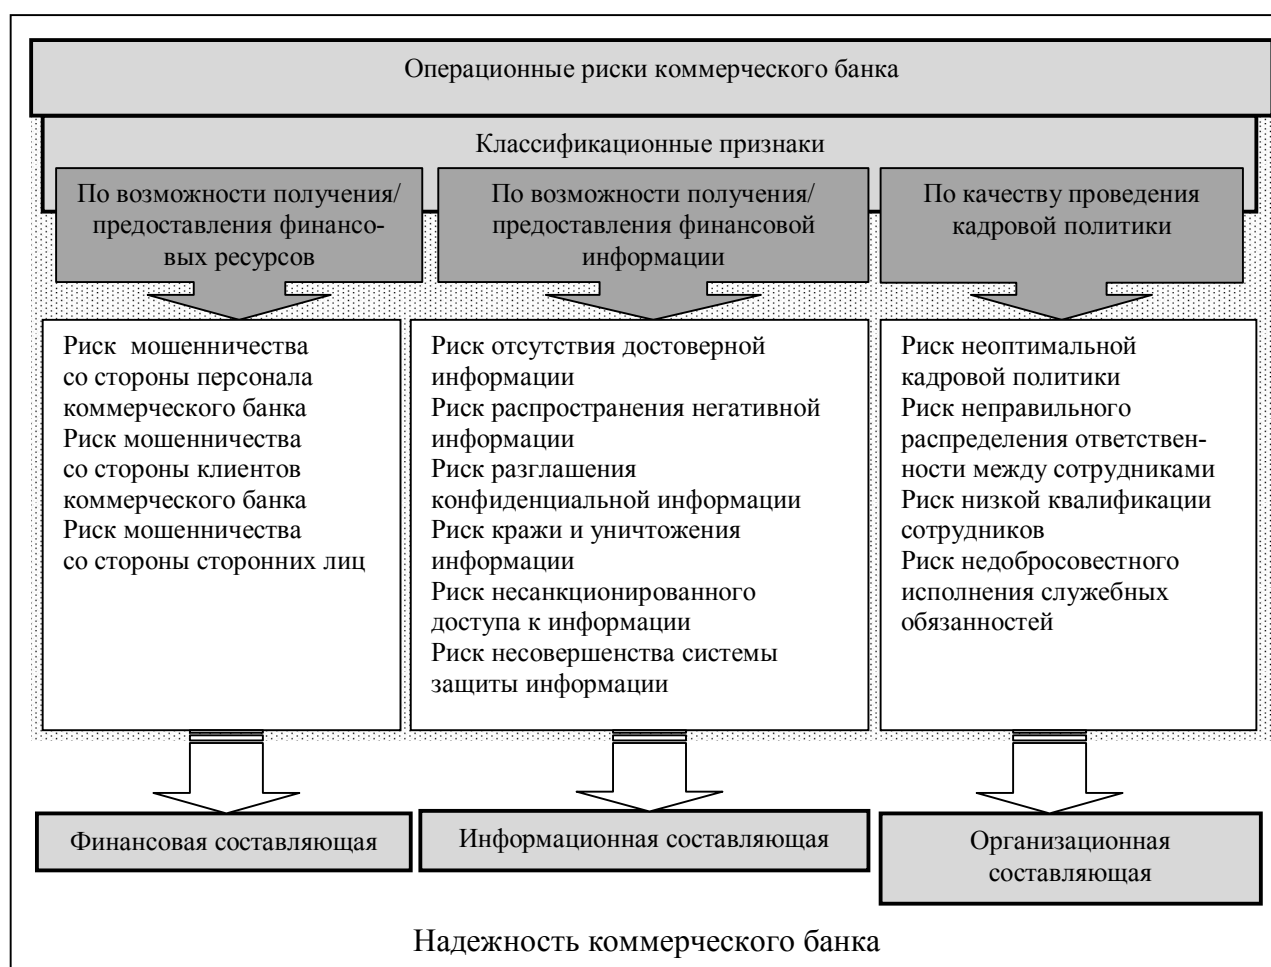 Операционные риски коммерческого банка
Классификационные признаки
По возможности получения/
предоставления финансо-
вых ресурсов
По возможности получения/
предоставления финансовой
информации
По качеству проведения
кадровой политики
Риск мошенничества
со стороны персонала
коммерческого банка
Риск мошенничества
со стороны клиентов
коммерческого банка
Риск мошенничества
со стороны сторонних лиц
Риск отсутствия достоверной
информации
Риск распространения негативной
информации
Риск разглашения
конфиденциальной информации
Риск кражи и уничтожения
информации
Риск несанкционированного
доступа к информации
Риск несовершенства системы
защиты информации
Риск неоптимальной
кадровой политики
Риск неправильного
распределения ответствен-
ности между сотрудниками
Риск низкой квалификации
сотрудников
Риск недобросовестного
исполнения служебных
обязанностей
Финансовая составляющая
Информационная составляющая
Организационная
составляющая
Надежность коммерческого банка